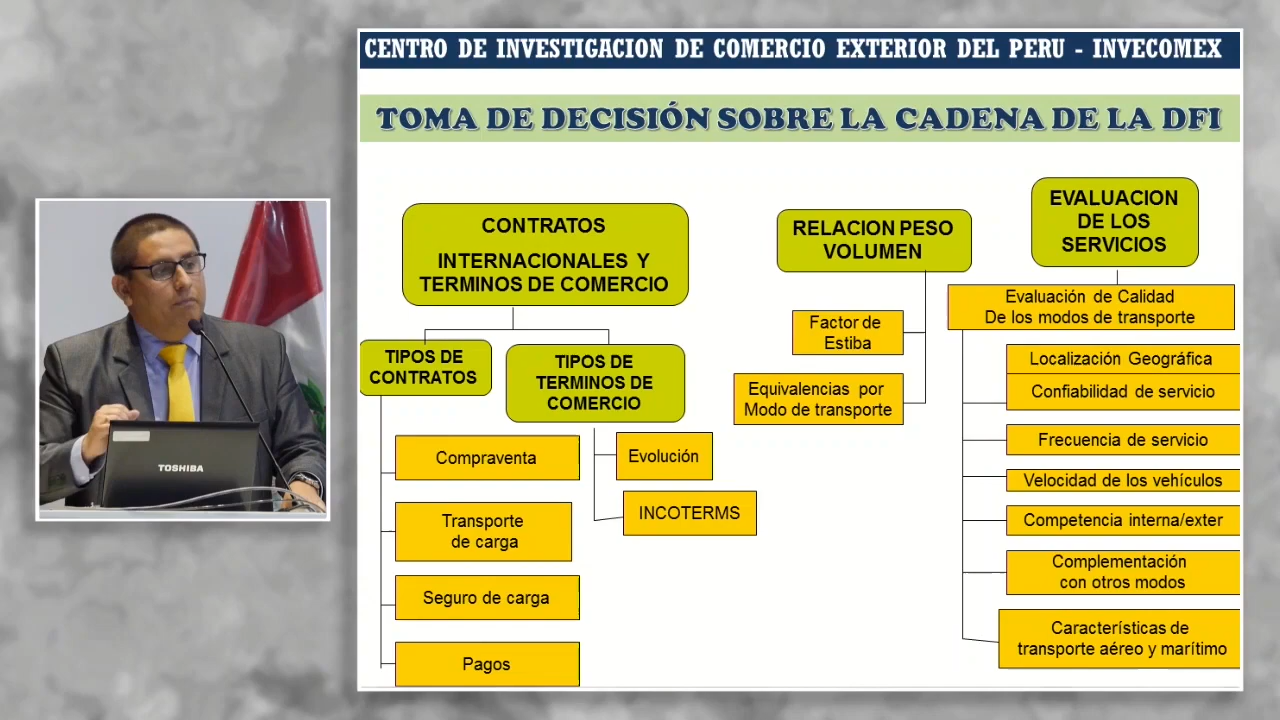 CENTRO DE INVESTIGACION DE COMERCIO EXTERIOR DEL PERU - INVECOMEX
TOMA DE DECISIÓN SOBRE LA CADENA DE LA DFI
CONTRATOS
INTERNACIONALES Y
TERMINOS DE COMERCIO
TIPOS DE
CONTRATOS
Compraventa
Transporte
de carga
Seguro de carga
Pagos
TIPOS DE
TERMINOS DE
COMERCIO
Evolución
INCOTERMS
RELACION PESO
VOLUMEN
Factor de
Estiba
Equivalencias por
Modo de transporte
EVALUACION
DE LOS
SERVICIOS
Evaluación de Calidad
De los modos de transporte
Localización Geográfica
Confiabilidad de servicio
Frecuencia de servicio
Velocidad de los vehículos
Competencia interna/exter
Complementación
con otros modos
Características de
transporte aéreo y marítimo
TOSHIBA